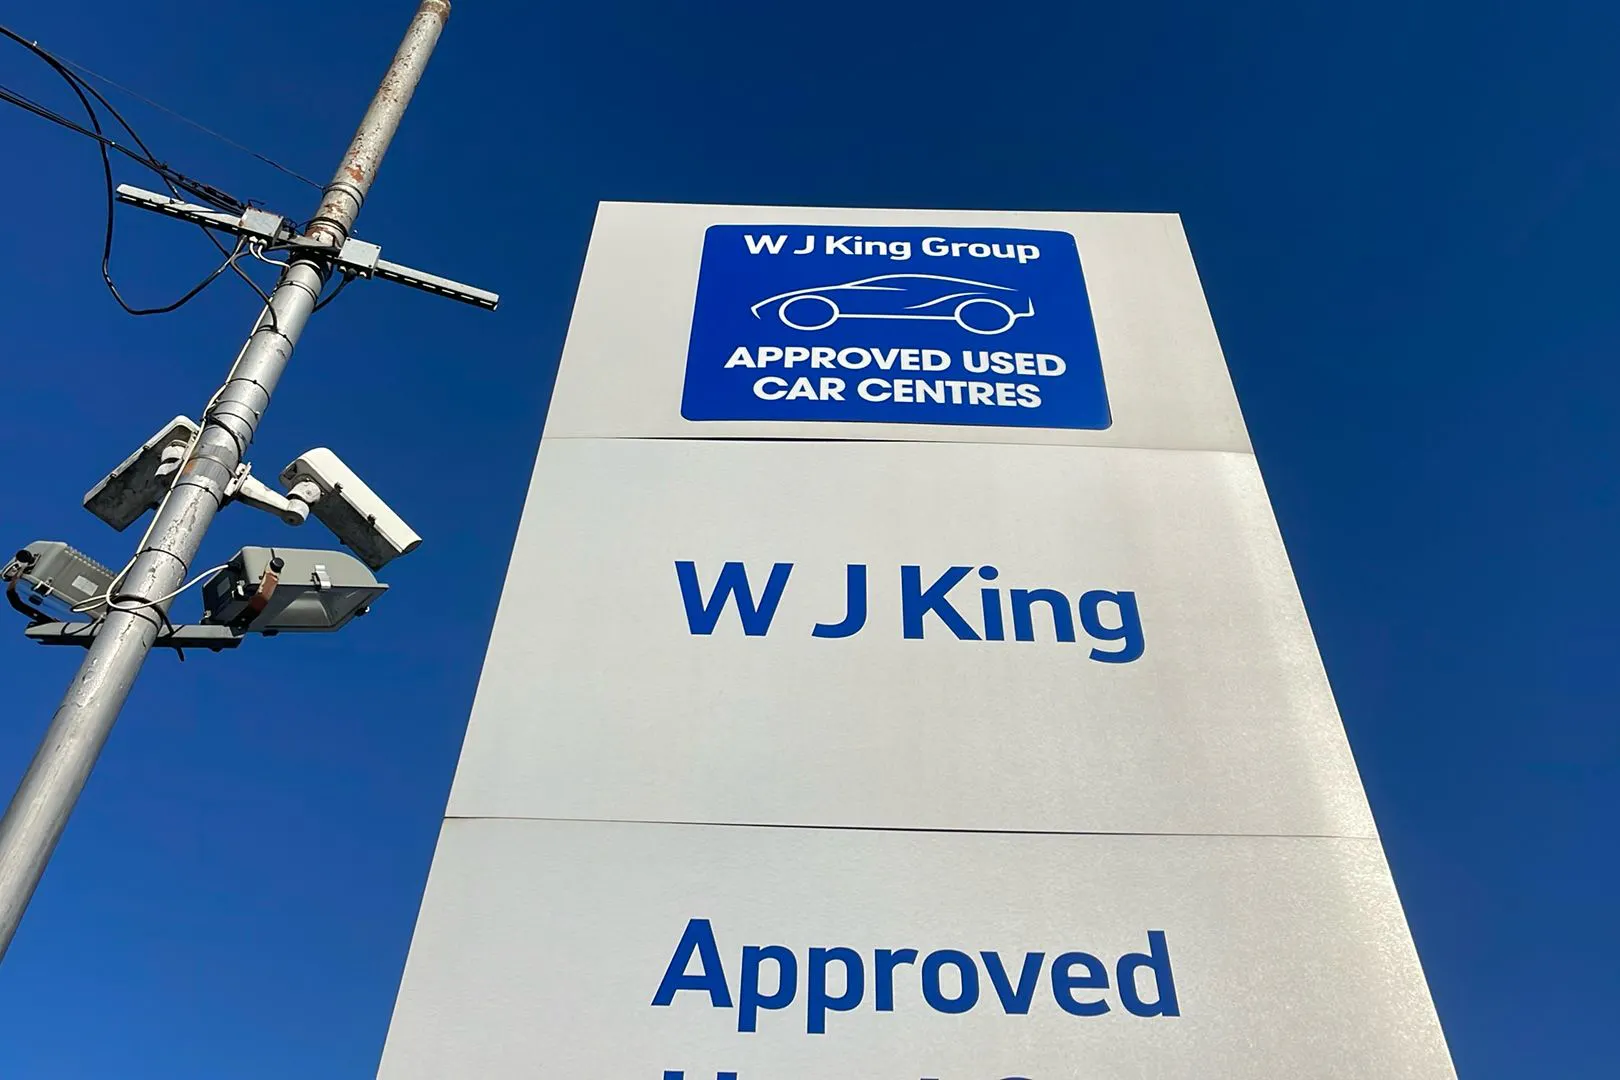 W J King Group
APPROVED USED
CAR CENTRES
W J King
Approved